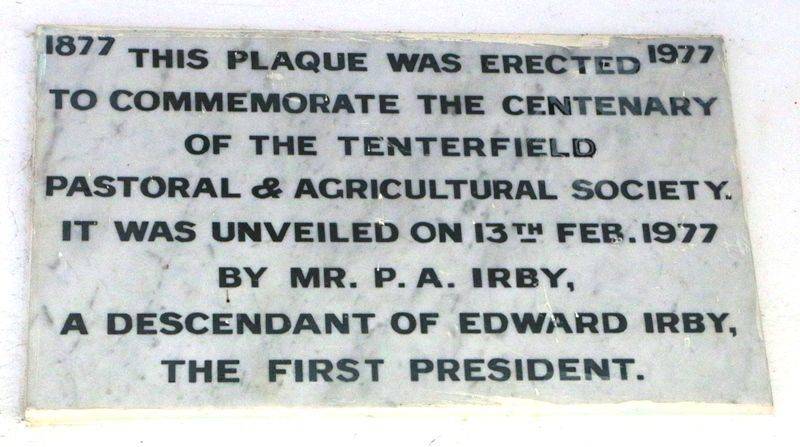 1877 THIS PLAQUE WAS ERECTED 1977
TO COMMEMORATE THE CENTENARY
OF THE TENTERFIELD
PASTORAL & AGRICULTURAL SOCIETY.
IT WAS UNVEILED ON 13TH FEB. 1977
BY MR. P. A. IRBY,
A DESCENDANT OF EDWARD IRBY,
THE FIRST PRESIDENT.